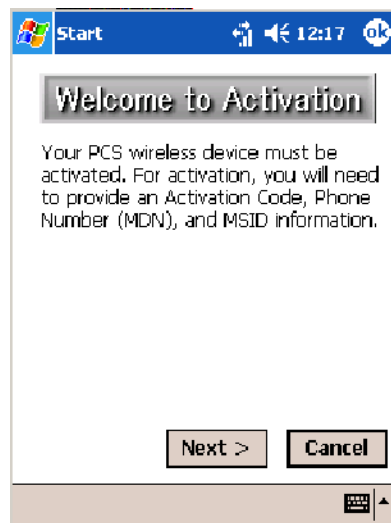 Start 12:17 ok
Welcome to Activation
Your PCS wireless device must be
activated. For activation, you will need
to provide an Activation Code, Phone
Number (MDN), and MSID information.
Next > Cancel